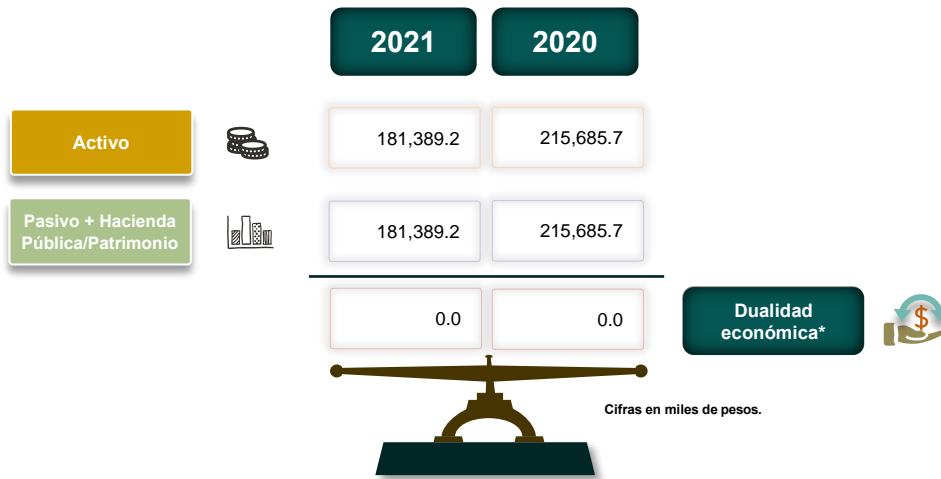 2021 2020
Activo 181,389.2 215,685.7
Pasivo + Hacienda
Pública/Patrimonio 181,389.2 215,685.7
0.0 0.0 Dualidad
económica*
$
Cifras en miles de pesos.